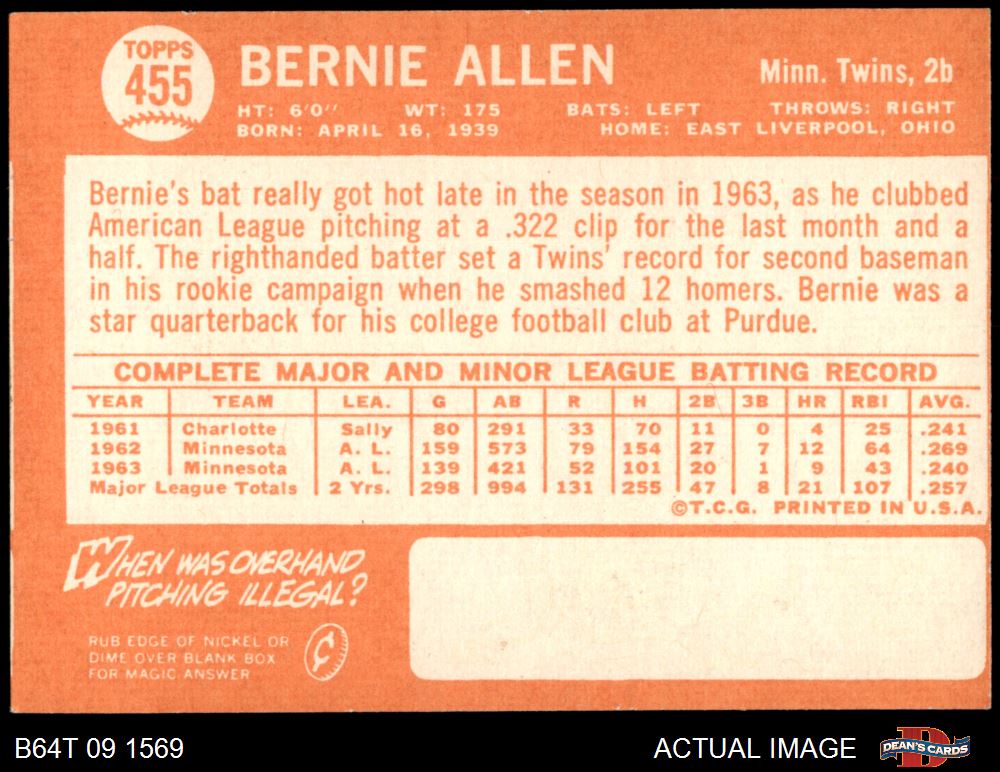 TOPPS
455
BERNIE ALLEN
Minn. Twins, 2b
HT: 6'0" WT: 175 BATS: LEFT THROWS: RIGHT
BORN: APRIL 16, 1939 HOME: EAST LIVERPOOL, OHIO
Bernie's bat really got hot late in the season in 1963, as he clubbed
American League pitching at a .322 clip for the last month and a
half. The righthanded batter set a Twins' record for second baseman
in his rookie campaign when he smashed 12 homers. Bernie was a
star quarterback for his college football club at Purdue.
COMPLETE MAJOR AND MINOR LEAGUE BATTING RECORD
YEAR TEAM LEA. G AB R H 2B 3B HR RBI AVG.
1961 Charlotte Sally 80 291 33 70 11 0 4 25 .241
1962 Minnesota A. L. 159 573 79 154 27 7 12 64 .269
1963 Minnesota A. L. 139 421 52 101 20 1 9 43 .240
Major League Totals 2 Yrs. 298 994 131 255 47 8 21 107 .257
©T.C.G. PRINTED IN U.S.A.
WHEN WAS OVERHAND
PITCHING ILLEGAL?
RUB EDGE OF NICKEL OR
DIME OVER BLANK BOX
FOR MAGIC ANSWER
¢
B64T 09 1569
ACTUAL IMAGE
D
DEAN'S CARDS